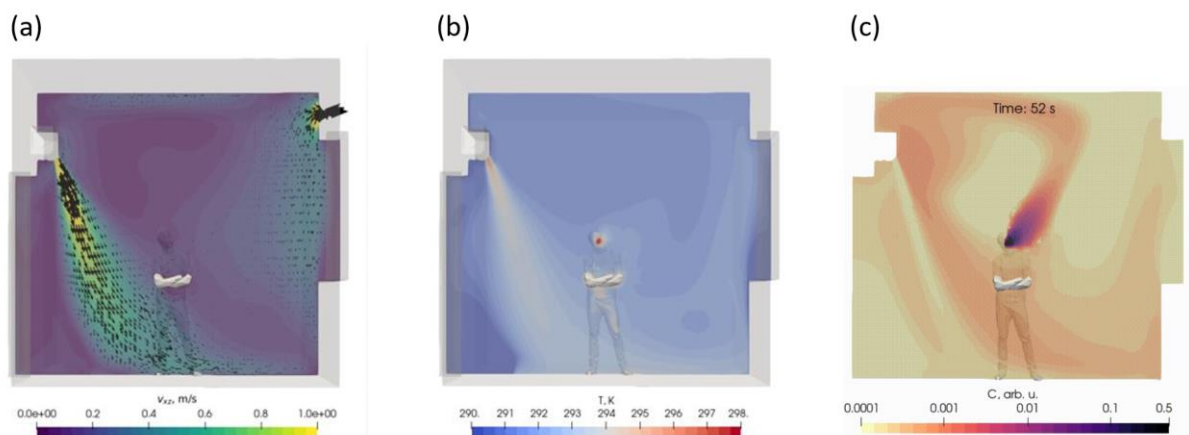 (a)
(b)
(c)
Time: 52 s
vxz, m/s
0.0e+00 0.2 0.4 0.6 0.8 1.0e+00
T, K
290. 291 292 293 294 295 296 297 298.
C, arb. u.
0.0001 0.001 0.01 0.1 0.5